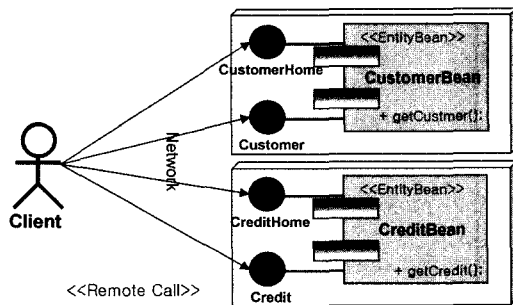 <<EntityBean>>
CustomerHome
CustomerBean
Customer
+ getCustmer():
Network
Client
<<EntityBean>>
CreditHome
CreditBean
+ getCredit():
Credit
<<Remote Call>>